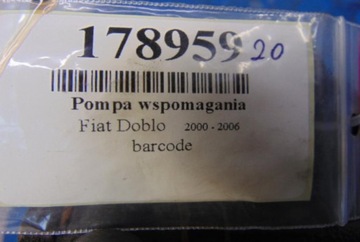 178959 20
Pompa wspomagania
Fiat Doblo 2000 - 2006
barcode